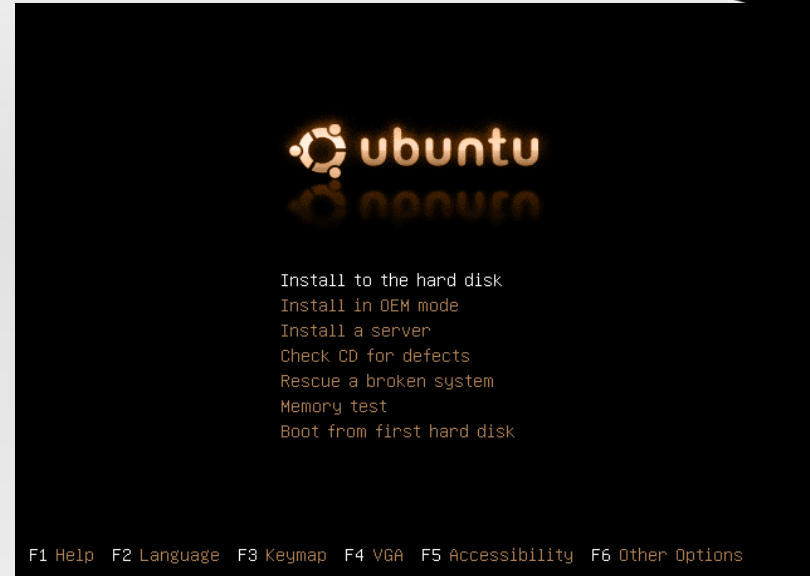 ubuntu
Install to the hard disk
Install in OEM mode
Install a server
Check CD for defects
Rescue a broken system
Memory test
Boot from first hard disk
F1 Help F2 Language F3 Keymap F4 VGA F5 Accessibility F6 Other Options